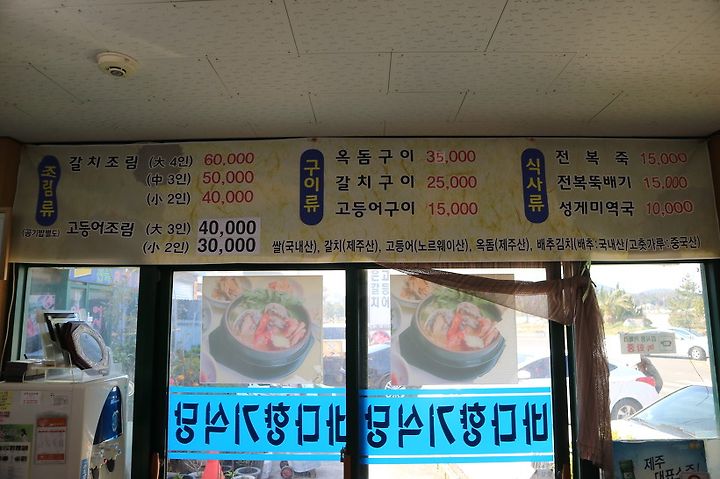 조림류
(공기밥별도)
갈치조림 (大 4인) 60,000
(中 3인) 50,000
(小 2인) 40,000
고등어조림 (大 3인) 40,000
(小 2인) 30,000
구이류
옥돔구이 35,000
갈치구이 25,000
고등어구이 15,000
식사류
전복죽 15,000
전복뚝배기 15,000
성게미역국 10,000
쌀(국내산), 갈치(제주산), 고등어(노르웨이산), 옥돔(제주산), 배추김치(배추:국내산/고춧가루:중국산)
바다향기식당
바다향기식당
제주